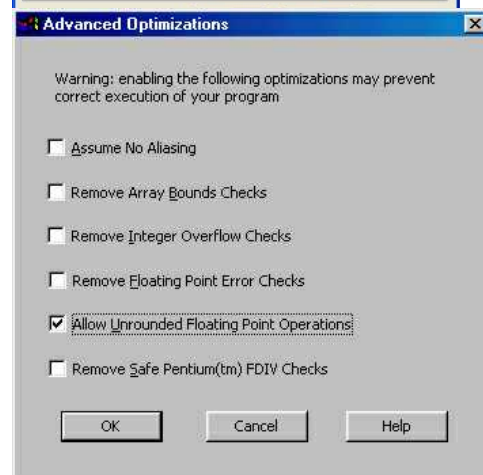 Advanced Optimizations
Warning: enabling the following optimizations may prevent
correct execution of your program
Assume No Aliasing
Remove Array Bounds Checks
Remove Integer Overflow Checks
Remove Floating Point Error Checks
Allow Unrounded Floating Point Operations
Remove Safe Pentium(tm) FDIV Checks
OK Cancel Help